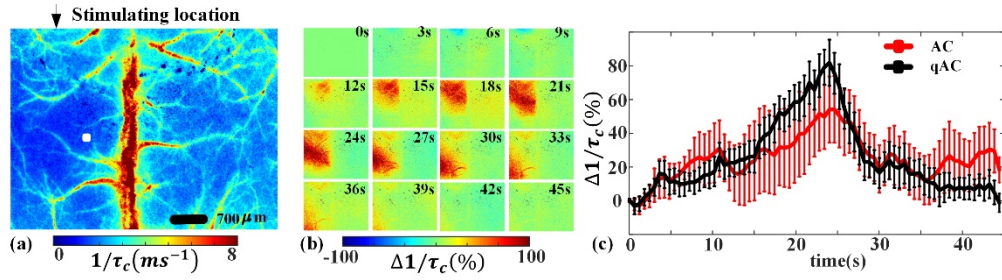 Stimulating location
700μm
(a)
0
8
1/τc(ms⁻¹)
0s
3s
6s
9s
12s
15s
18s
21s
24s
27s
30s
33s
36s
39s
42s
45s
(b)
-100
100
Δ1/τc(%)
AC
qAC
80
60
40
20
0
Δ1/τc(%)
0
10
20
30
40
time(s)
(c)